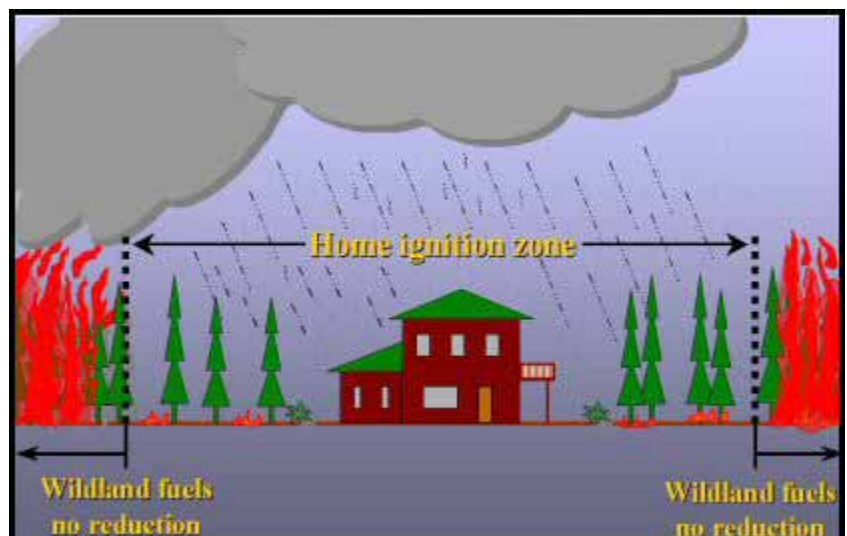 Home ignition zone
Wildland fuels
no reduction
Wildland fuels
no reduction